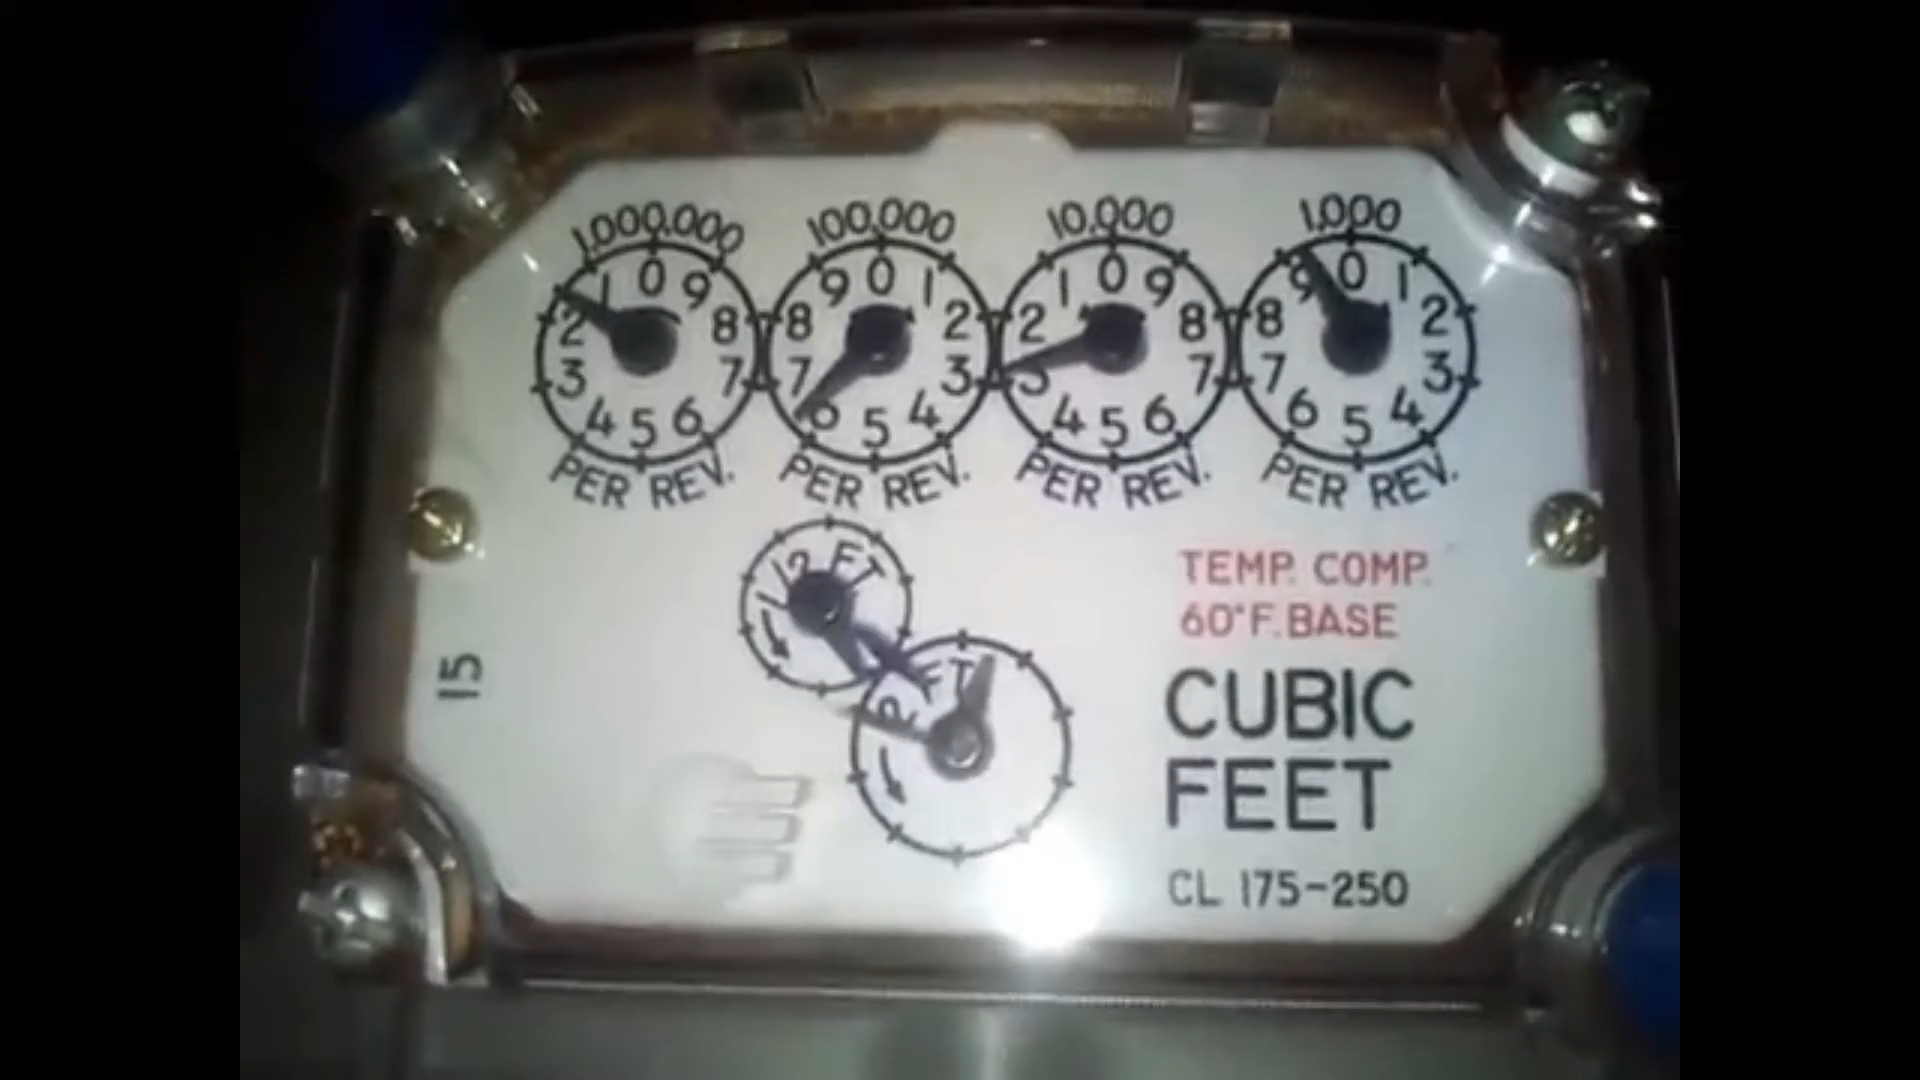 1,000,000 100,000 10,000 1,000
0 9 8 7 6 5 4 3 2 1
0 1 2 3 4 5 6 7 8 9
0 9 8 7 6 5 4 3 2 1
0 1 2 3 4 5 6 7 8 9
PER REV. PER REV. PER REV. PER REV.
1/2 FT
2 FT
TEMP. COMP.
60°F. BASE
15
CUBIC
FEET
CL 175-250